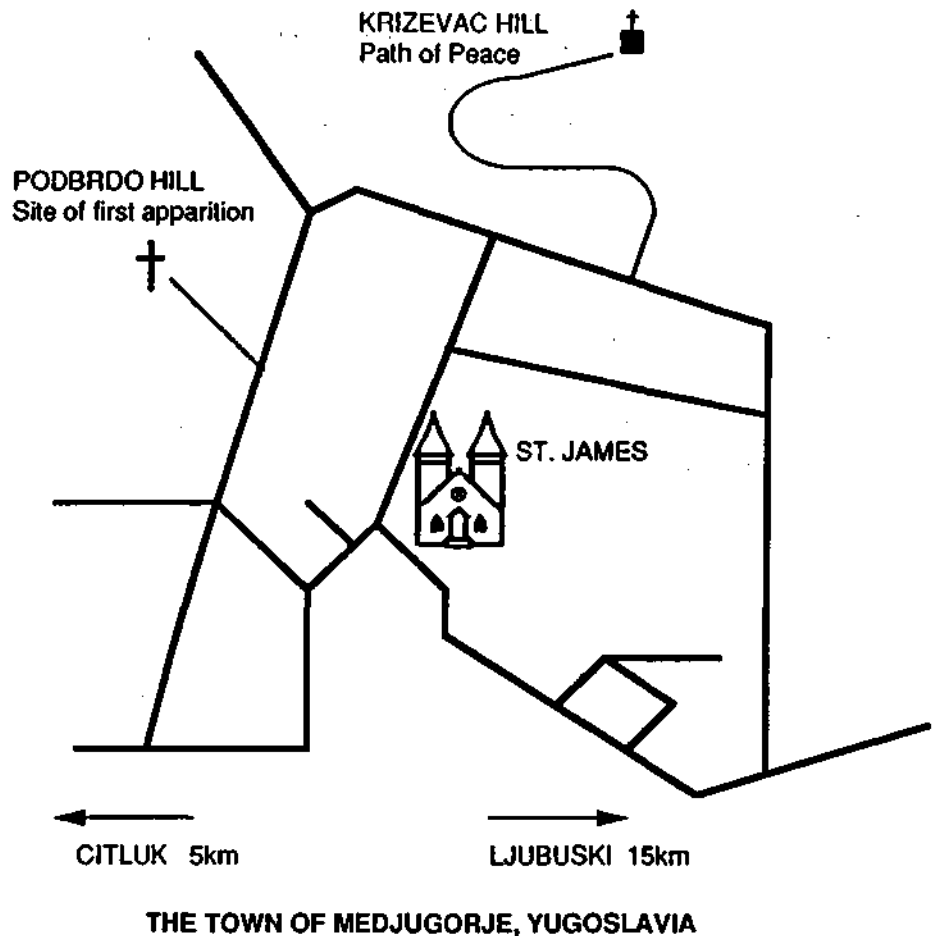 KRIZEVAC HILL
Path of Peace
PODBRDO HILL
Site of first apparition
ST. JAMES
CITLUK 5km
LJUBUSKI 15km
THE TOWN OF MEDJUGORJE, YUGOSLAVIA